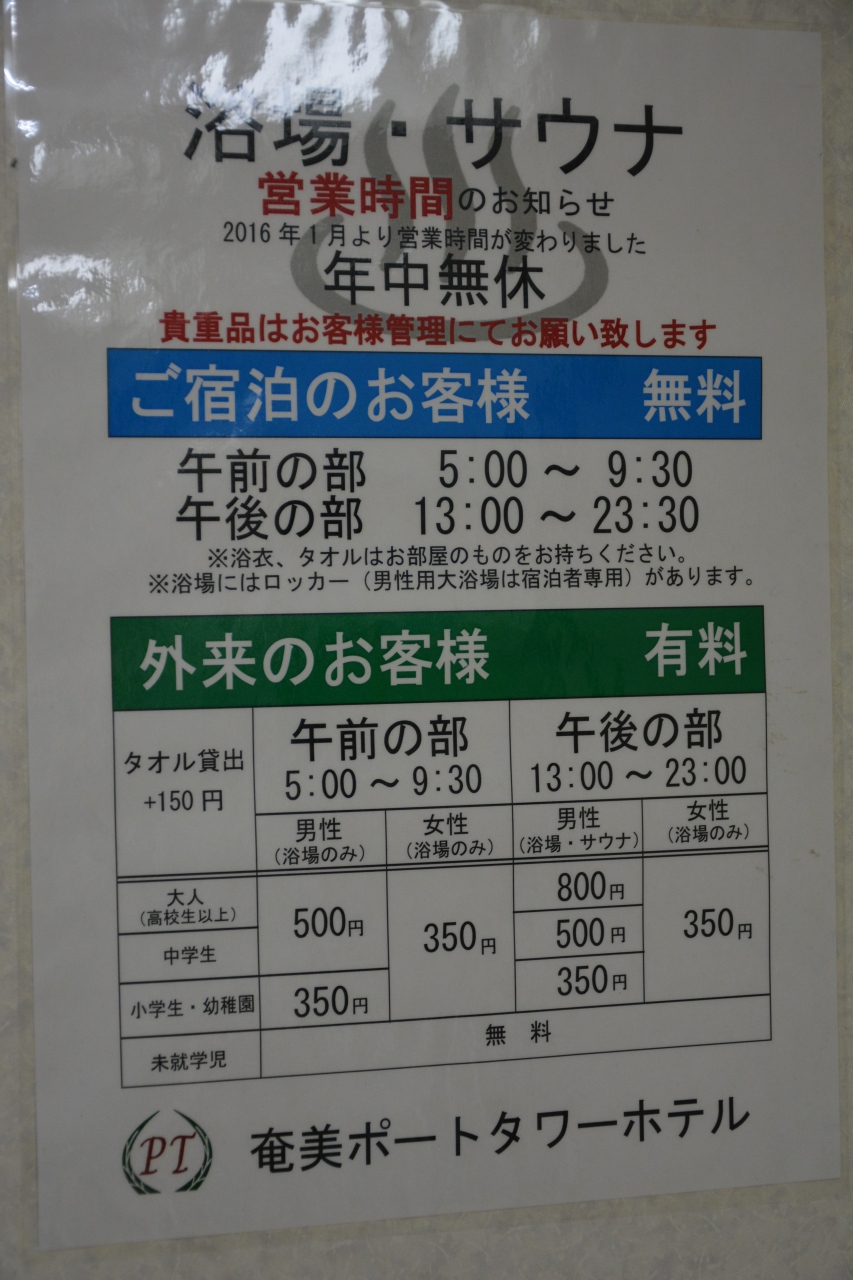 浴場・サウナ
営業時間のお知らせ
2016年1月より営業時間が変わりました
年中無休
貴重品はお客様管理にてお願い致します
ご宿泊のお客様 無料
午前の部 5:00 ～ 9:30
午後の部 13:00 ～ 23:30
※浴衣、タオルはお部屋のものをお持ちください。
※浴場にはロッカー（男性用大浴場は宿泊者専用）があります。
外来のお客様 有料
タオル貸出
+150円
午前の部
5:00 ～ 9:30
午後の部
13:00 ～ 23:00
男性
（浴場のみ）
女性
（浴場のみ）
男性
（浴場・サウナ）
女性
（浴場のみ）
大人
（高校生以上）
中学生
小学生・幼稚園
未就学児
500円
350円
350円
800円
500円
350円
350円
無 料
PT
奄美ポートタワーホテル